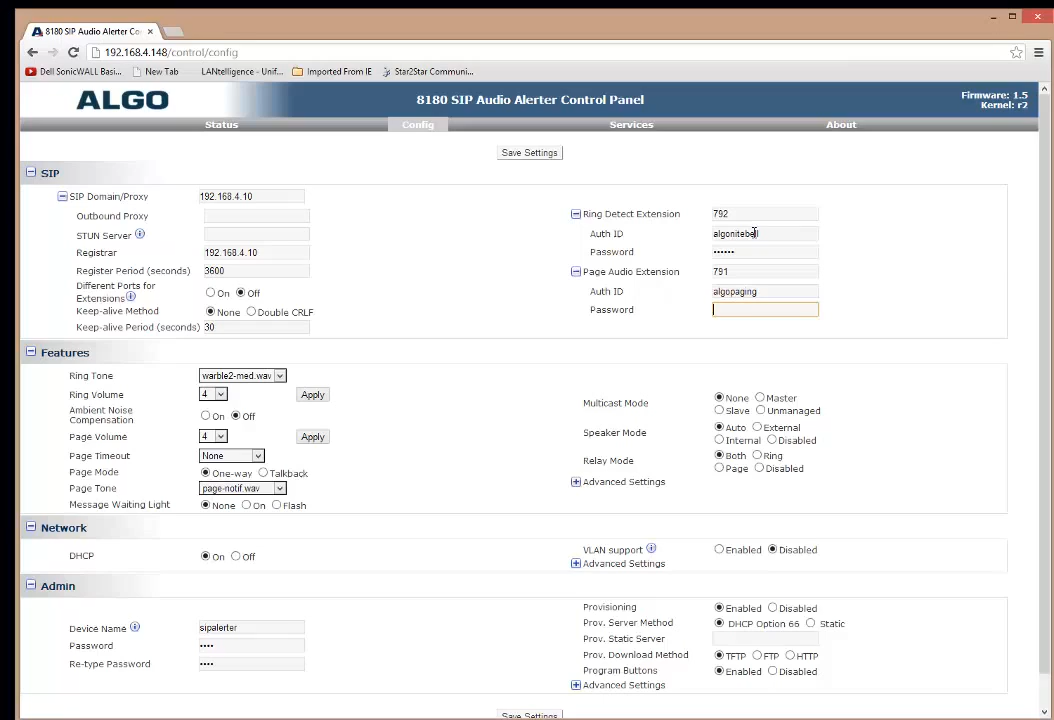 8180 SIP Audio Alerter Co
192.168.4.148/control/config
Dell SonicWALL Basi... New Tab LANtelligence - Unif... Imported From IE Star2Star Communi...
ALGO
8180 SIP Audio Alerter Control Panel
Firmware: 1.5
Kernel: r2
Status Config Services About
Save Settings
SIP
SIP Domain/Proxy 192.168.4.10
Outbound Proxy
STUN Server
Registrar 192.168.4.10
Register Period (seconds) 3600
Different Ports for
Extensions On Off
Keep-alive Method None Double CRLF
Keep-alive Period (seconds) 30
Ring Detect Extension 792
Auth ID algonitebell
Password ••••••
Page Audio Extension 791
Auth ID algopaging
Password
Features
Ring Tone warble2-med.wav
Ring Volume 4 Apply
Ambient Noise
Compensation On Off
Page Volume 4 Apply
Page Timeout None
Page Mode One-way Talkback
Page Tone page-notif.wav
Message Waiting Light None On Flash
Multicast Mode None Master
Slave Unmanaged
Speaker Mode Auto External
Internal Disabled
Relay Mode Both Ring
Page Disabled
Advanced Settings
Network
DHCP On Off
VLAN support Enabled Disabled
Advanced Settings
Admin
Device Name sipalerter
Password ••••
Re-type Password ••••
Provisioning Enabled Disabled
Prov. Server Method DHCP Option 66 Static
Prov. Static Server
Prov. Download Method TFTP FTP HTTP
Program Buttons Enabled Disabled
Advanced Settings
Save Settings